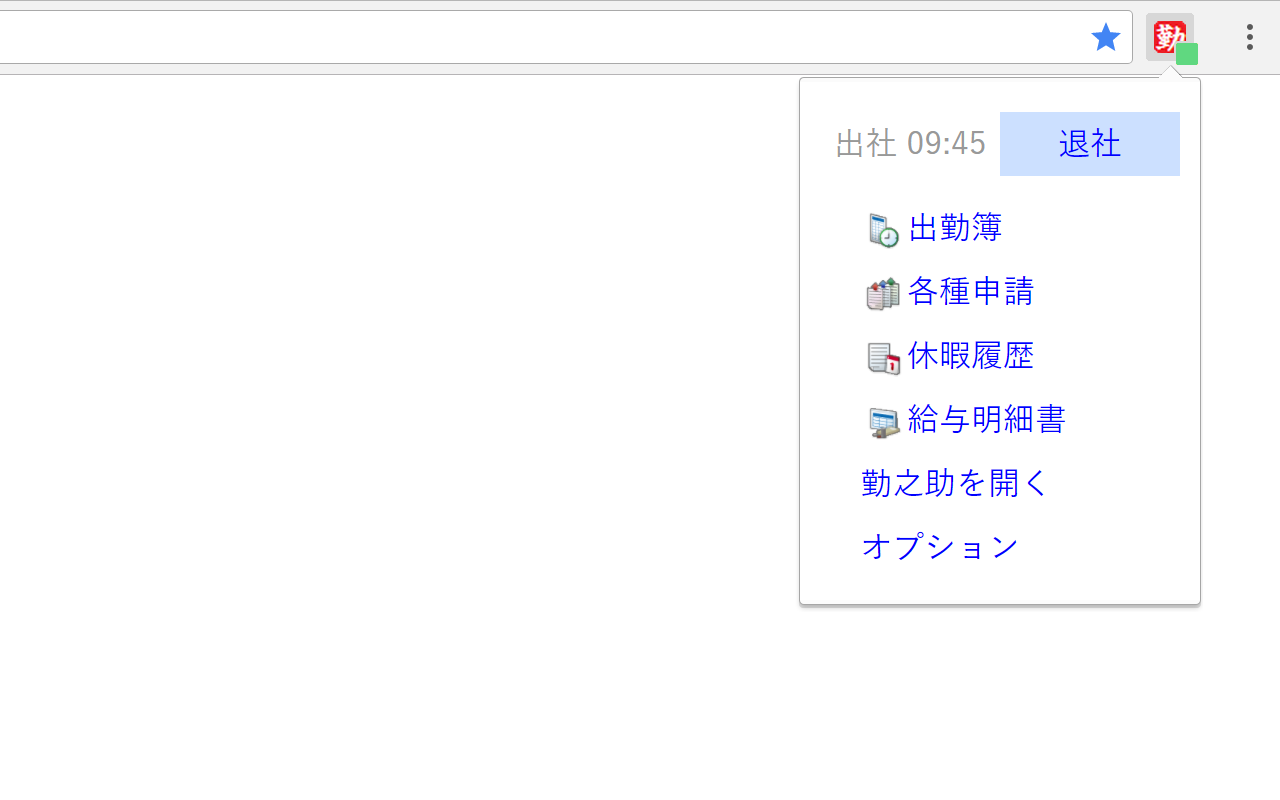 勤
出社 09:45 退社
出勤簿
各種申請
1 休暇履歴
給与明細書
勤之助を開く
オプション